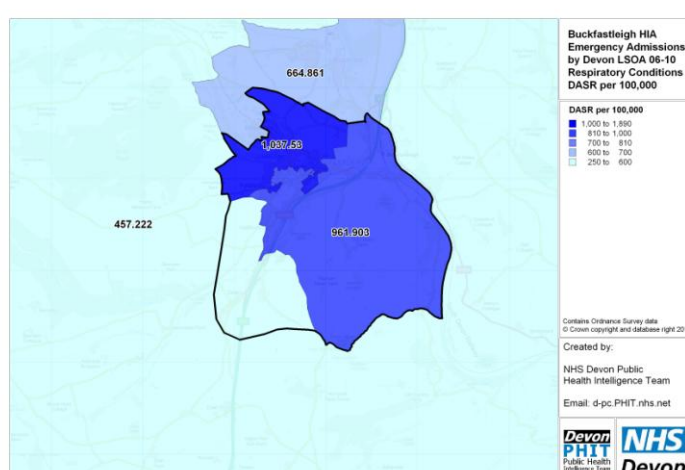 Buckfastleigh HIA
Emergency Admissions
by Devon LSOA 06-10
Respiratory Conditions
DASR per 100,000
DASR per 100,000
1,000 to 1,890
810 to 1,000
700 to 810
600 to 700
250 to 600
664.861
1,037.53
457.222
961.903
Contains Ordnance Survey data
© Crown copyright and database right 20
Created by:
NHS Devon Public
Health Intelligence Team
Email: d-pc.PHIT.nhs.net
Devon
PHIT
Public Health
Intelligence Team
NHS
Devon